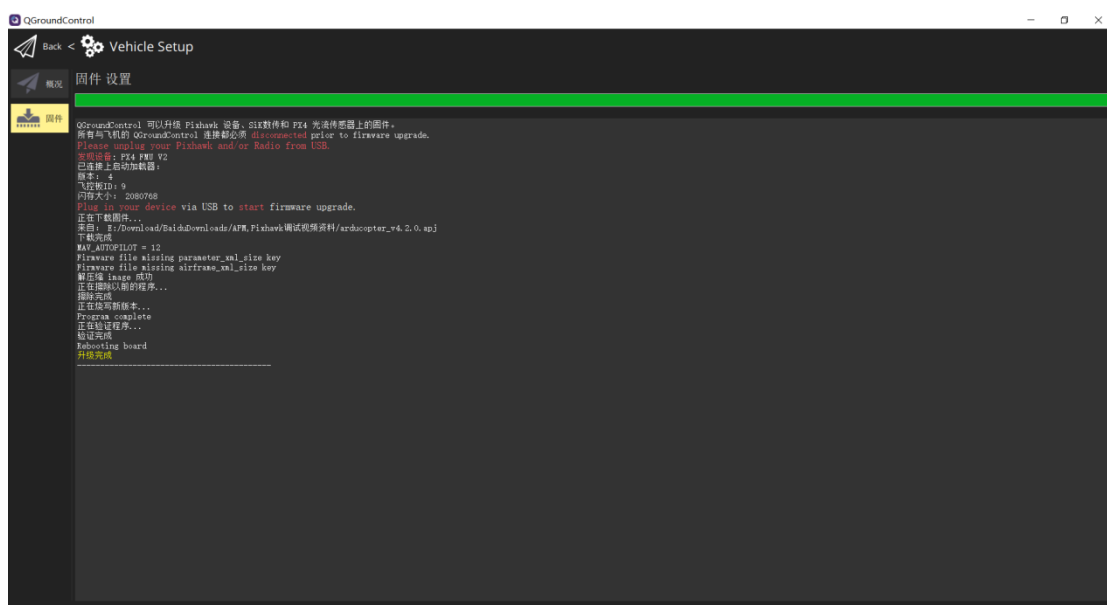 QGroundControl
Back < Vehicle Setup
概况
固件 设置
固件
QGroundControl 可以升级 Pixhawk 设备、SiK数传和 PX4 光流传感器上的固件。
所有与飞机的 QGroundControl 连接都必须 disconnected prior to firmware upgrade.
Please unplug your Pixhawk and/or Radio from USB.
发现设备: PX4 FMU V2
已连接上启动加载器:
版本: 4
飞控板ID: 9
闪存大小: 2080768
Plug in your device via USB to start firmware upgrade.
正在下载固件...
来自: E:/Download/BaiduDownloads/APM,Pixhawk调试视频资料/arducopter_v4.2.0.apj
下载完成
MAV_AUTOPILOT = 12
Firmware file missing parameter_xml_size key
Firmware file missing airframe_xml_size key
解压缩 image 成功
正在擦除以前的程序...
擦除完成
正在烧写新版本...
Program complete
正在验证程序...
验证完成
Rebooting board
升级完成
------------------------------------------